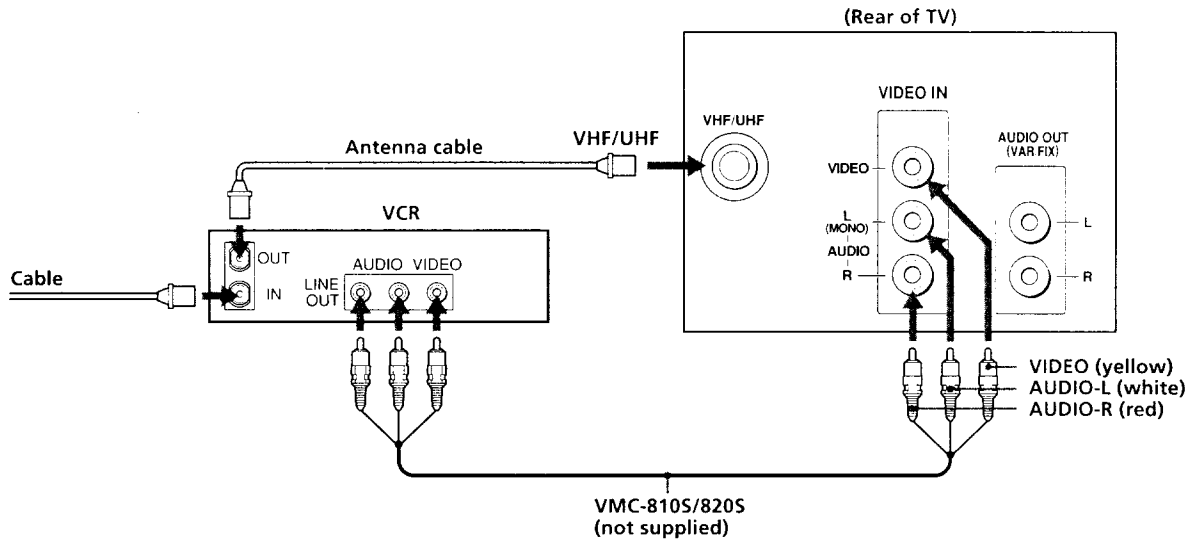 (Rear of TV)
VIDEO IN
VHF/UHF
AUDIO OUT
(VAR FIX)
VHF/UHF
Antenna cable
VIDEO
VCR
L
(MONO)
L
AUDIO
OUT
AUDIO VIDEO
R
R
Cable
LINE
OUT
IN
VIDEO (yellow)
AUDIO-L (white)
AUDIO-R (red)
VMC-810S/820S
(not supplied)